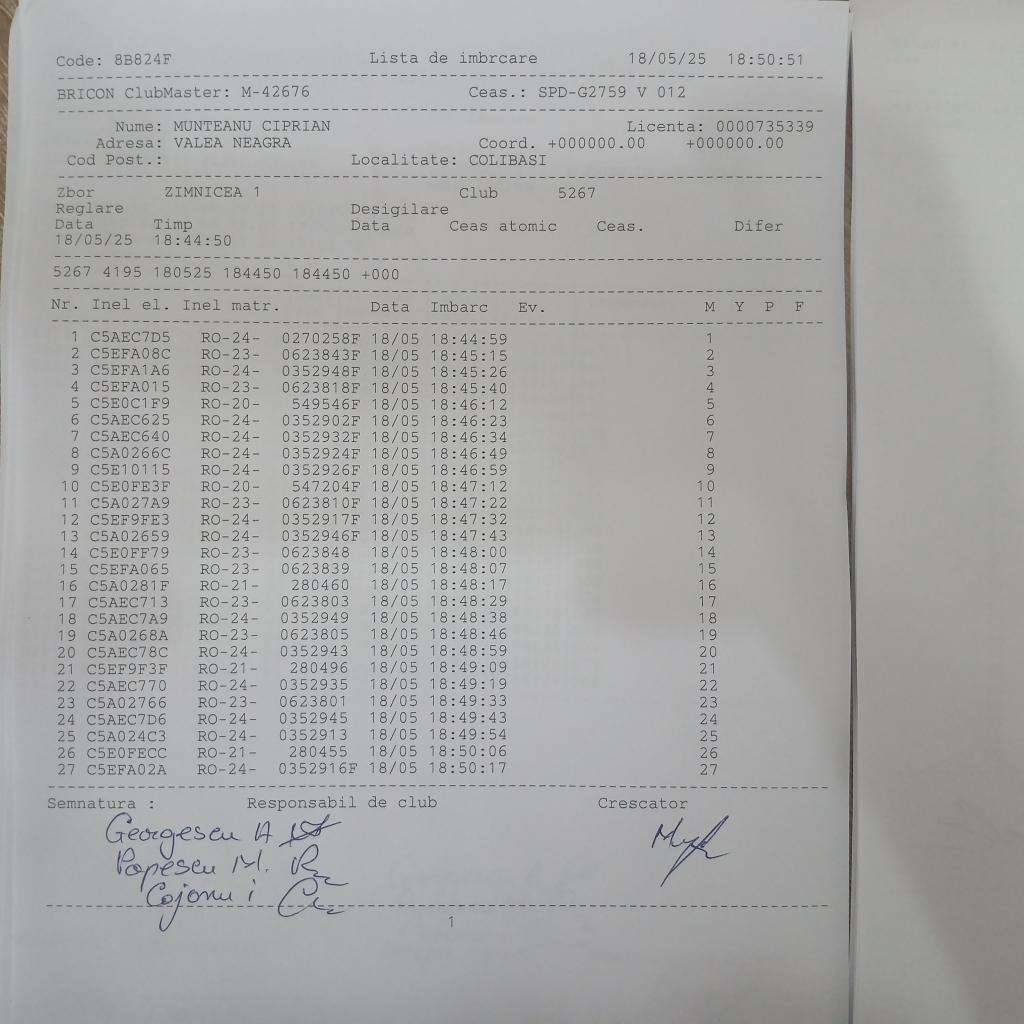 Code: 8B824F Lista de imbrcare 18/05/25 18:50:51
BRICON ClubMaster: M-42676 Ceas.: SPD-G2759 V 012
Nume: MUNTEANU CIPRIAN Licenta: 0000735339
Adresa: VALEA NEAGRA Coord. +000000.00 +000000.00
Cod Post.: Localitate: COLIBASI
Zbor ZIMNICEA 1 Club 5267
Reglare Desigilare
Data Timp Data Ceas atomic Ceas. Difer
18/05/25 18:44:50
5267 4195 180525 184450 184450 +000
Nr. Inel el. Inel matr. Data Imbarc Ev. M Y P F
1 C5AEC7D5 RO-24- 0270258F 18/05 18:44:59 1
2 C5EFA08C RO-23- 0623843F 18/05 18:45:15 2
3 C5EFA1A6 RO-24- 0352948F 18/05 18:45:26 3
4 C5EFA015 RO-23- 0623818F 18/05 18:45:40 4
5 C5E0C1F9 RO-20- 549546F 18/05 18:46:12 5
6 C5AEC625 RO-24- 0352902F 18/05 18:46:23 6
7 C5AEC640 RO-24- 0352932F 18/05 18:46:34 7
8 C5A0266C RO-24- 0352924F 18/05 18:46:49 8
9 C5E10115 RO-24- 0352926F 18/05 18:46:59 9
10 C5E0FE3F RO-20- 547204F 18/05 18:47:12 10
11 C5A027A9 RO-23- 0623810F 18/05 18:47:22 11
12 C5EF9FE3 RO-24- 0352917F 18/05 18:47:32 12
13 C5A02659 RO-24- 0352946F 18/05 18:47:43 13
14 C5E0FF79 RO-23- 0623848 18/05 18:48:00 14
15 C5EFA065 RO-23- 0623839 18/05 18:48:07 15
16 C5A0281F RO-21- 280460 18/05 18:48:17 16
17 C5AEC713 RO-23- 0623803 18/05 18:48:29 17
18 C5AEC7A9 RO-24- 0352949 18/05 18:48:38 18
19 C5A0268A RO-23- 0623805 18/05 18:48:46 19
20 C5AEC78C RO-24- 0352943 18/05 18:48:59 20
21 C5EF9F3F RO-21- 280496 18/05 18:49:09 21
22 C5AEC770 RO-24- 0352935 18/05 18:49:19 22
23 C5A02766 RO-23- 0623801 18/05 18:49:33 23
24 C5AEC7D6 RO-24- 0352945 18/05 18:49:43 24
25 C5A024C3 RO-24- 0352913 18/05 18:49:54 25
26 C5E0FECC RO-21- 280455 18/05 18:50:06 26
27 C5EFA02A RO-24- 0352916F 18/05 18:50:17 27
Semnatura : Responsabil de club Crescator
Georgescu A
Popescu M.
Cojonu i
1